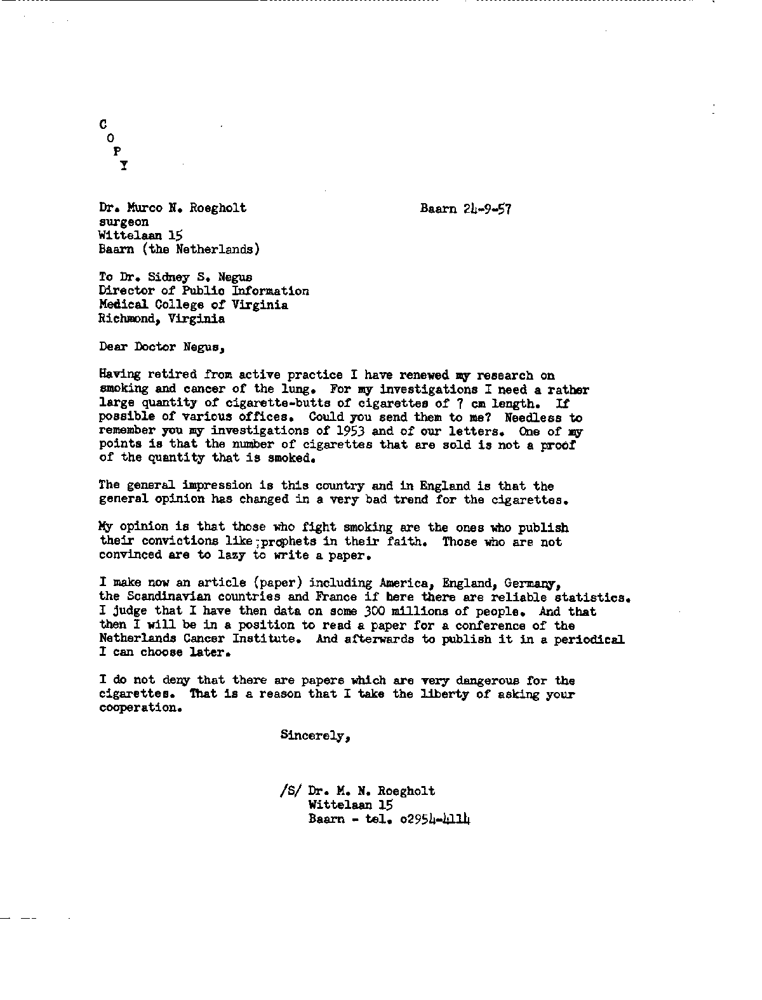 C
O
P
Y
Dr. Murco N. Roegholt Baarn 24-9-57
surgeon
Wittelaan 15
Baarn (the Netherlands)
To Dr. Sidney S. Negus
Director of Public Information
Medical College of Virginia
Richmond, Virginia
Dear Doctor Negus,
Having retired from active practice I have renewed my research on
smoking and cancer of the lung. For my investigations I need a rather
large quantity of cigarette-butts of cigarettes of 7 cm length. If
possible of various offices. Could you send them to me? Needless to
remember you my investigations of 1953 and of our letters. One of my
points is that the number of cigarettes that are sold is not a proof
of the quantity that is smoked.
The general impression is this country and in England is that the
general opinion has changed in a very bad trend for the cigarettes.
My opinion is that those who fight smoking are the ones who publish
their convictions like prophets in their faith. Those who are not
convinced are to lazy to write a paper.
I make now an article (paper) including America, England, Germany,
the Scandinavian countries and France if here there are reliable statistics.
I judge that I have then data on some 300 millions of people. And that
then I will be in a position to read a paper for a conference of the
Netherlands Cancer Institute. And afterwards to publish it in a periodical
I can choose later.
I do not deny that there are papers which are very dangerous for the
cigarettes. That is a reason that I take the liberty of asking your
cooperation.
Sincerely,
/S/ Dr. M. N. Roegholt
Wittelaan 15
Baarn - tel. o2954-4114